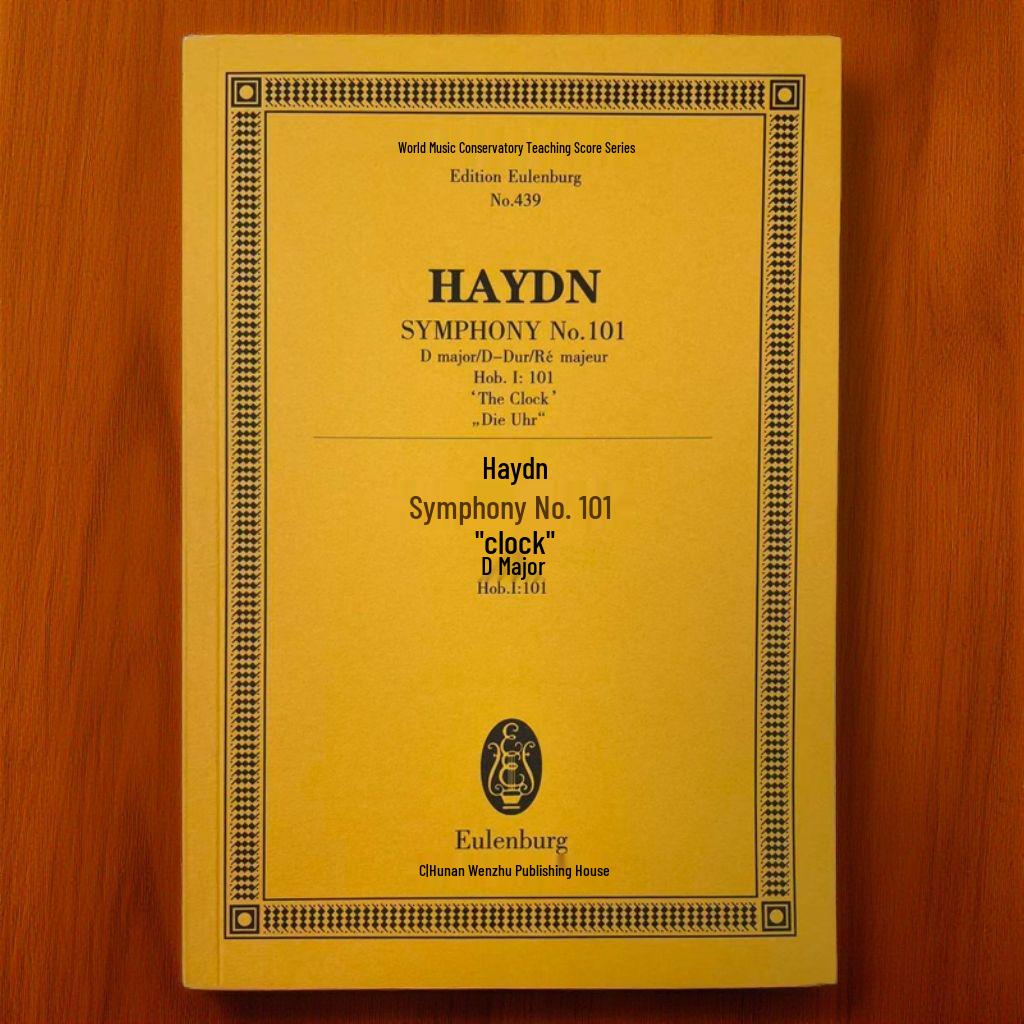 World Music Conservatory Teaching Score Series
Edition Eulenburg
No.439
HAYDN
SYMPHONY No.101
D major/D–Dur/Ré majeur
Hob. I: 101
‘The Clock’
„Die Uhr“
Haydn
Symphony No. 101
"clock"
D Major
Hob.I:101
Eulenburg
C|Hunan Wenzhu Publishing House